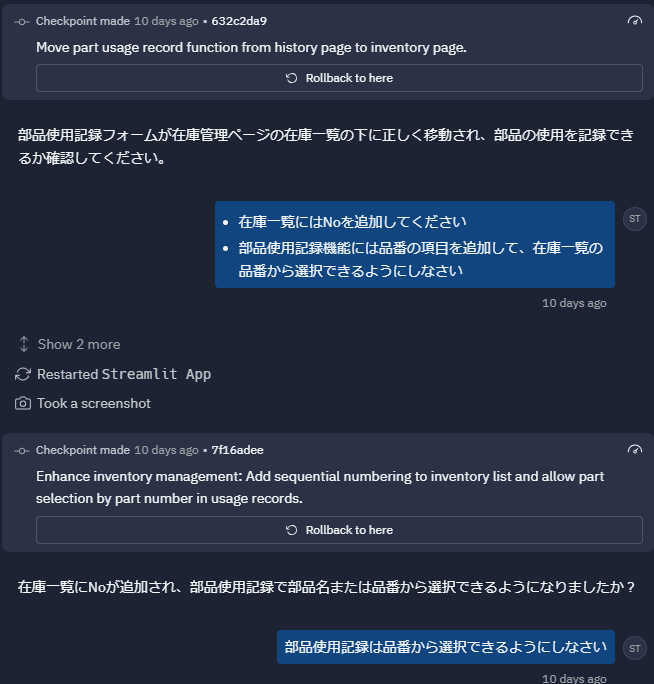 Checkpoint made 10 days ago • 632c2da9
Move part usage record function from history page to inventory page.
Rollback to here
部品使用記録フォームが在庫管理ページの在庫一覧の下に正しく移動され、部品の使用を記録でき
るか確認してください。
• 在庫一覧にはNoを追加してください
• 部品使用記録機能には品番の項目を追加して、在庫一覧の
品番から選択できるようにしなさい
ST
10 days ago
Show 2 more
Restarted Streamlit App
Took a screenshot
Checkpoint made 10 days ago • 7f16adee
Enhance inventory management: Add sequential numbering to inventory list and allow part
selection by part number in usage records.
Rollback to here
在庫一覧にNoが追加され、部品使用記録で部品名または品番から選択できるようになりましたか？
部品使用記録は品番から選択できるようにしなさい
ST
10 days ago